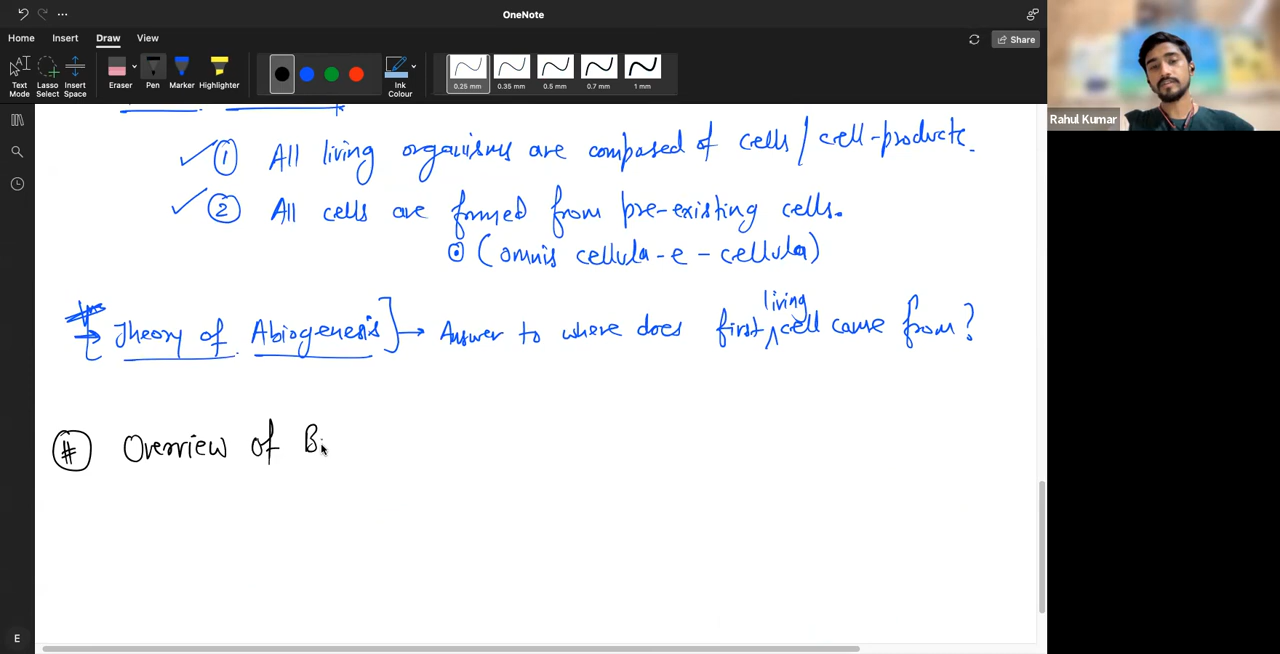 OneNote
Home Insert Draw View
Share
Text Mode
Lasso Select
Insert Space
Eraser
Pen
Marker
Highlighter
Ink Colour
0.25 mm
0.35 mm
0.5 mm
0.7 mm
1 mm
Rahul Kumar
① All living organisms are composed of cells / cell-products.
② All cells are formed from pre-existing cells.
(omnis cellula-e-cellula)
living
Theory of Abiogenesis → Answer to where does first cell came from?
# Overview of Bi
E